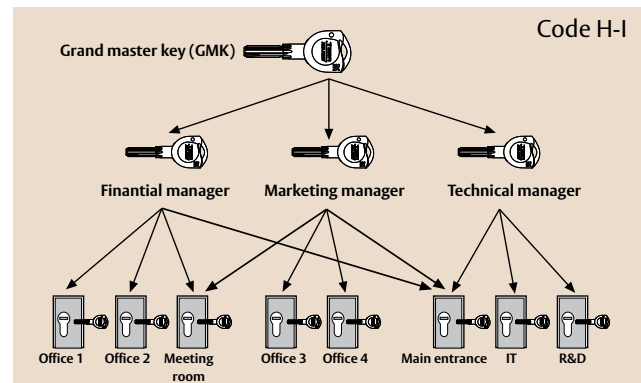 Code H-I
Grand master key (GMK)
Finantial manager
Marketing manager
Technical manager
Office 1
Office 2
Meeting
room
Office 3
Office 4
Main entrance
IT
R&D